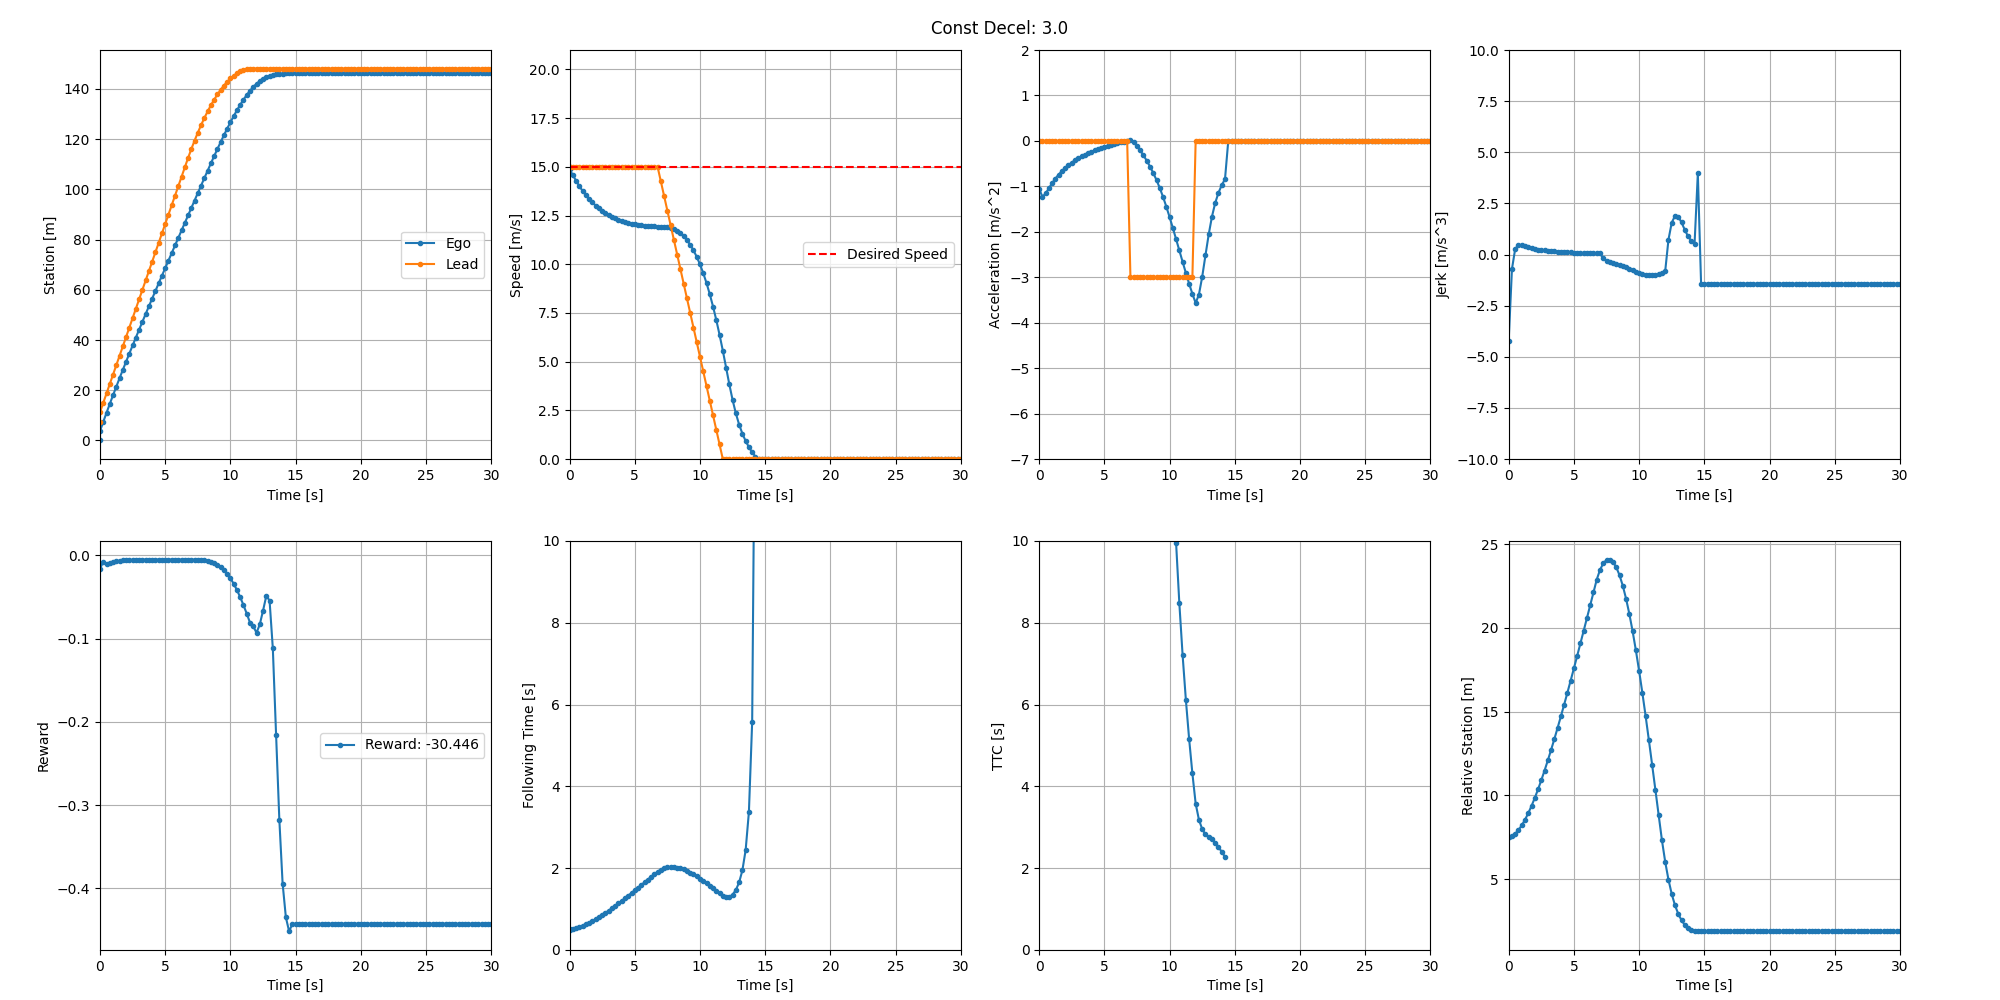 Const Decel: 3.0
Station [m]
140
120
100
80
60
40
20
0
Ego
Lead
0 5 10 15 20 25 30
Time [s]
Speed [m/s]
20.0
17.5
15.0
12.5
10.0
7.5
5.0
2.5
0.0
Desired Speed
0 5 10 15 20 25 30
Time [s]
Acceleration [m/s^2]
2
1
0
−1
−2
−3
−4
−5
−6
−7
0 5 10 15 20 25 30
Time [s]
Jerk [m/s^3]
10.0
7.5
5.0
2.5
0.0
−2.5
−5.0
−7.5
−10.0
0 5 10 15 20 25 30
Time [s]
Reward
0.0
−0.1
−0.2
−0.3
−0.4
Reward: -30.446
0 5 10 15 20 25 30
Time [s]
Following Time [s]
10
8
6
4
2
0
0 5 10 15 20 25 30
Time [s]
TTC [s]
10
8
6
4
2
0
0 5 10 15 20 25 30
Time [s]
Relative Station [m]
25
20
15
10
5
0 5 10 15 20 25 30
Time [s]